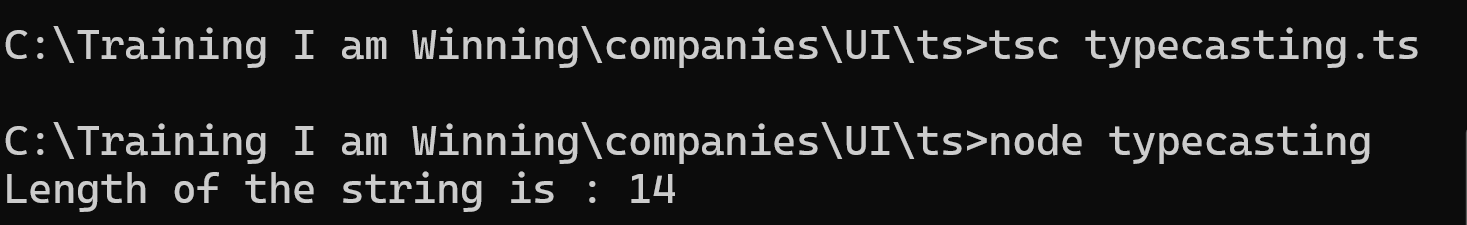 C:\Training I am Winning\companies\UI\ts>tsc typecasting.ts
C:\Training I am Winning\companies\UI\ts>node typecasting
Length of the string is : 14